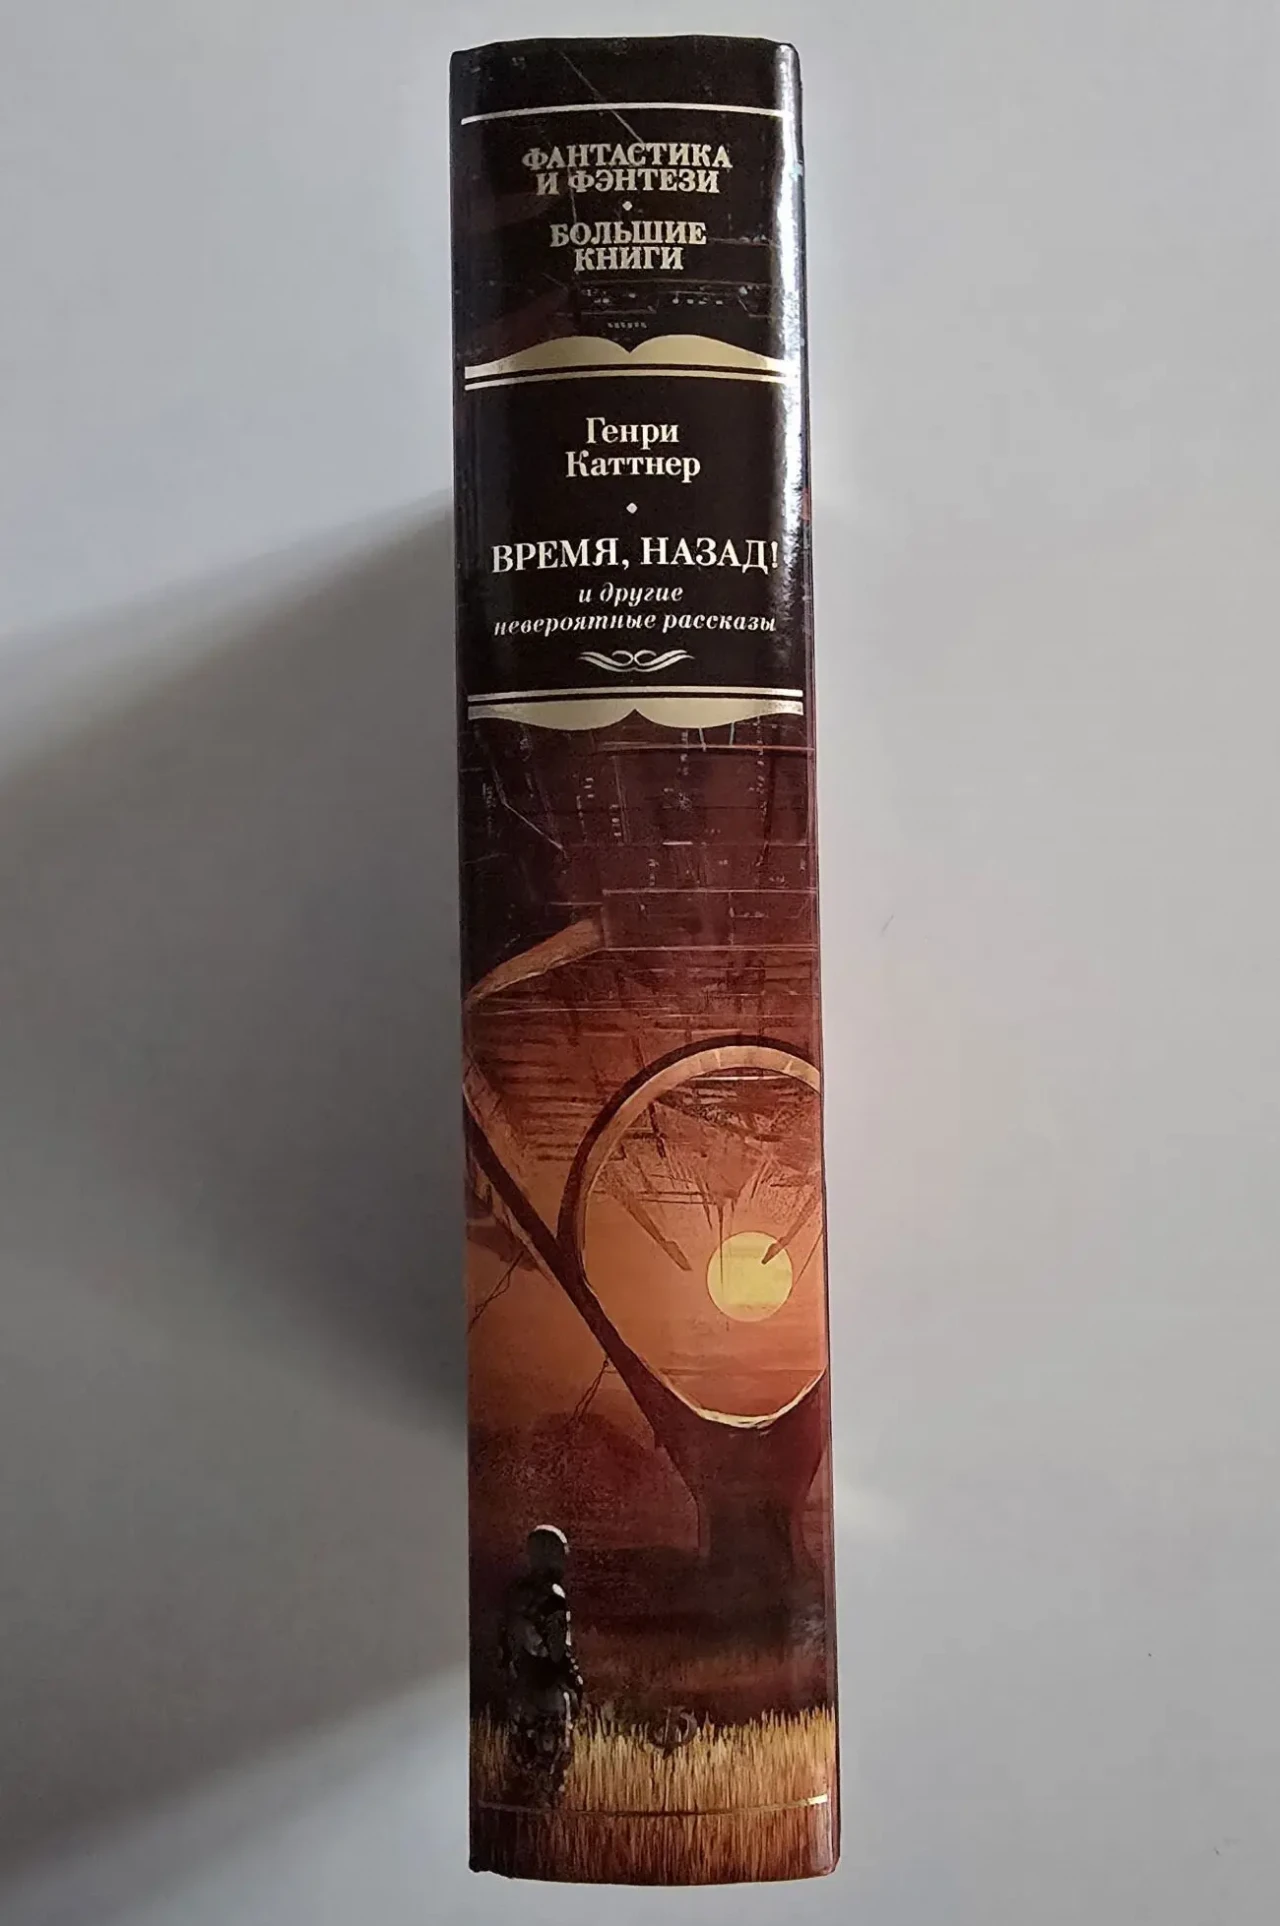 ФАНТАСТИКА
И ФЭНТЕЗИ
БОЛЬШИЕ
КНИГИ
Генри
Каттнер
ВРЕМЯ, НАЗАД!
и другие
невероятные рассказы